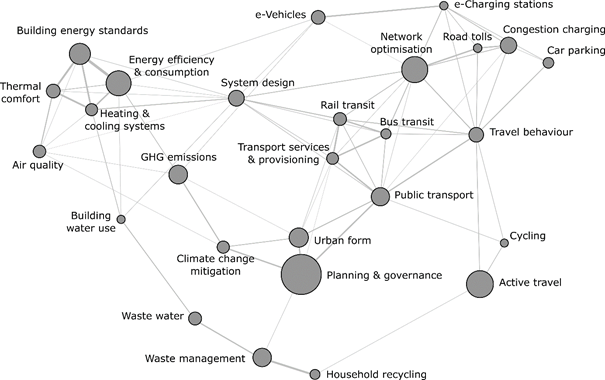 e-Charging stations
e-Vehicles
Building energy standards
Network
optimisation
Road tolls
Congestion charging
Car parking
Energy efficiency
& consumption
System design
Thermal
comfort
Heating &
cooling systems
Rail transit
Bus transit
Travel behaviour
Air quality
GHG emissions
Transport services
& provisioning
Public transport
Building
water use
Urban form
Cycling
Climate change
mitigation
Planning & governance
Active travel
Waste water
Waste management
Household recycling